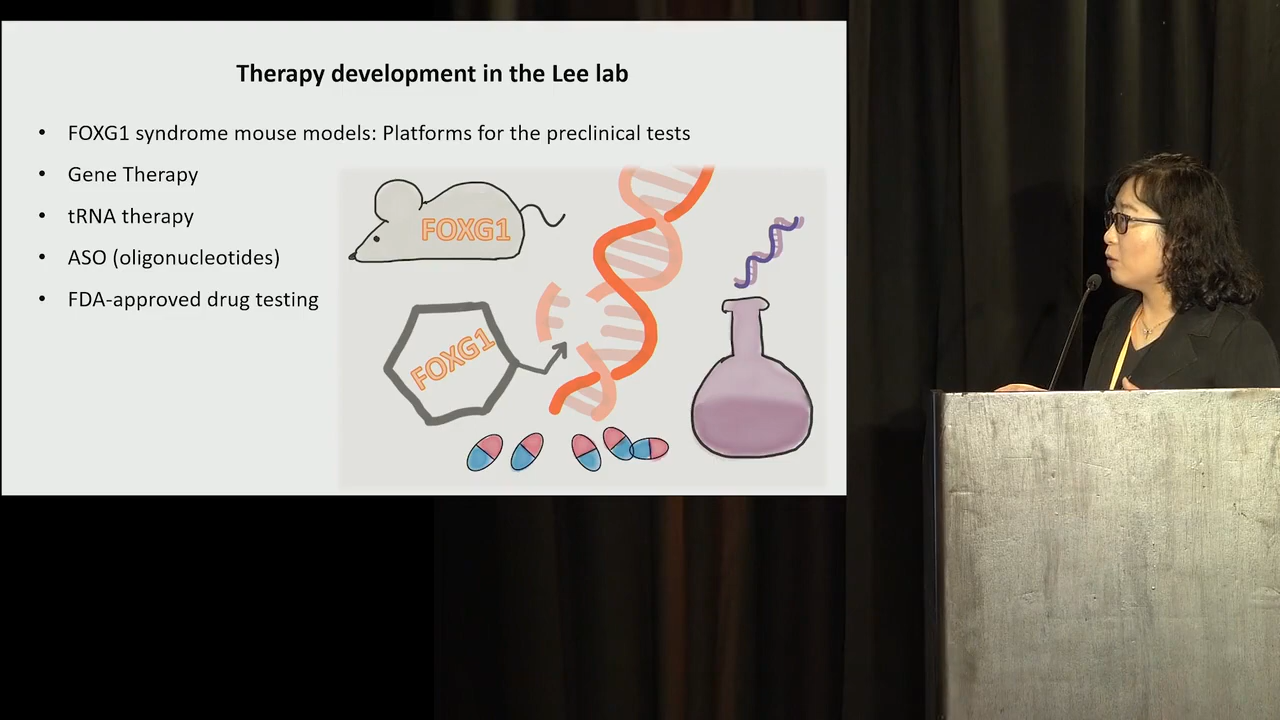 Therapy development in the Lee lab
• FOXG1 syndrome mouse models: Platforms for the preclinical tests
• Gene Therapy
• tRNA therapy
• ASO (oligonucleotides)
• FDA-approved drug testing
FOXG1
FOXG1